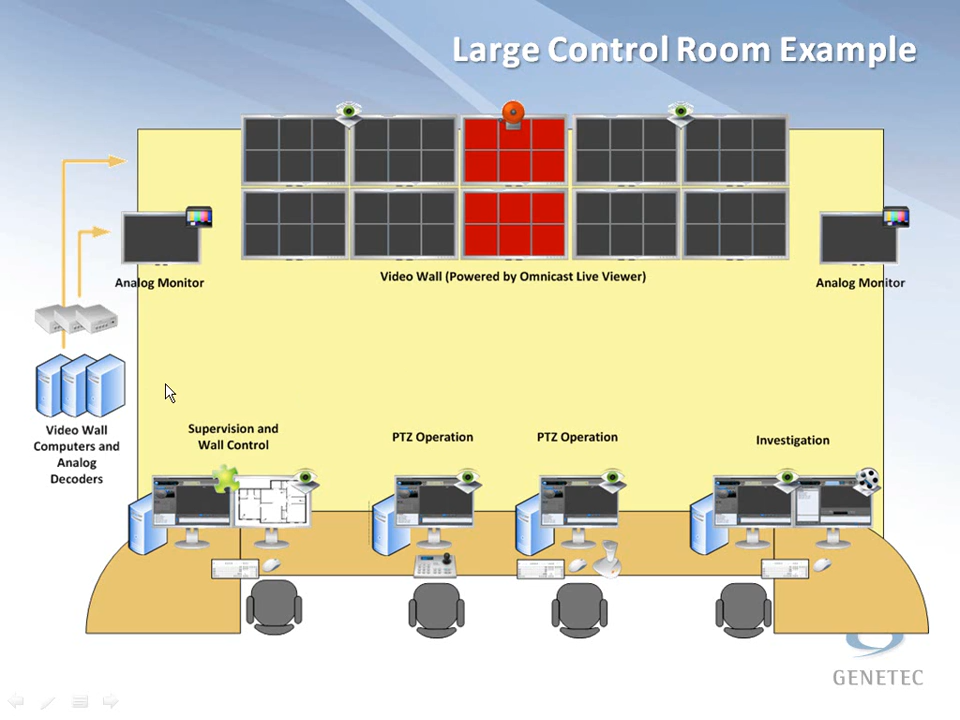 Large Control Room Example
Analog Monitor
Video Wall (Powered by Omnicast Live Viewer)
Analog Monitor
Video Wall
Computers and
Analog
Decoders
Supervision and
Wall Control
PTZ Operation
PTZ Operation
Investigation
GENETEC